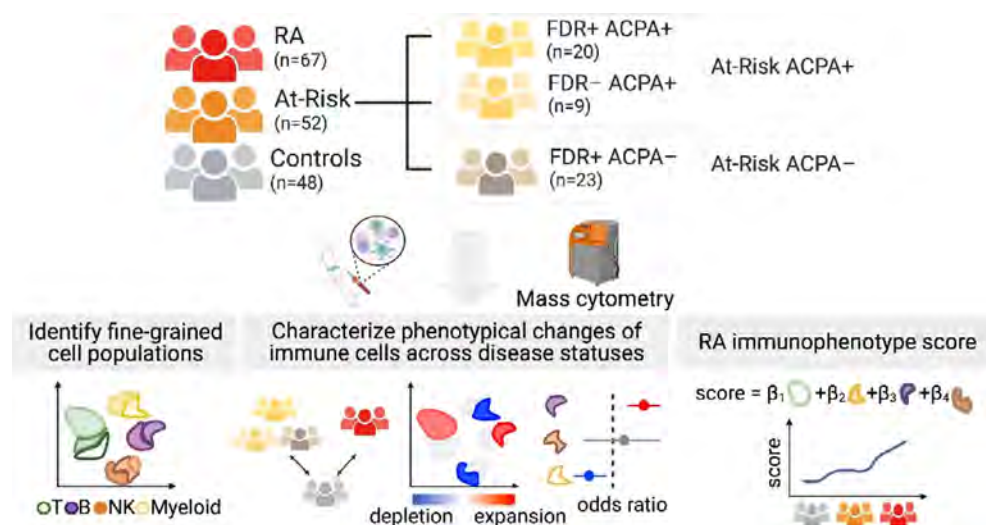 RA
(n=67)
At-Risk
(n=52)
Controls
(n=48)
FDR+ ACPA+
(n=20)
FDR− ACPA+
(n=9)
At-Risk ACPA+
FDR+ ACPA−
(n=23)
At-Risk ACPA−
Mass cytometry
Identify fine-grained
cell populations
T B NK Myeloid
Characterize phenotypical changes of
immune cells across disease statuses
depletion expansion
odds ratio
RA immunophenotype score
score = β₁ +β₂ +β₃ +β₄
score